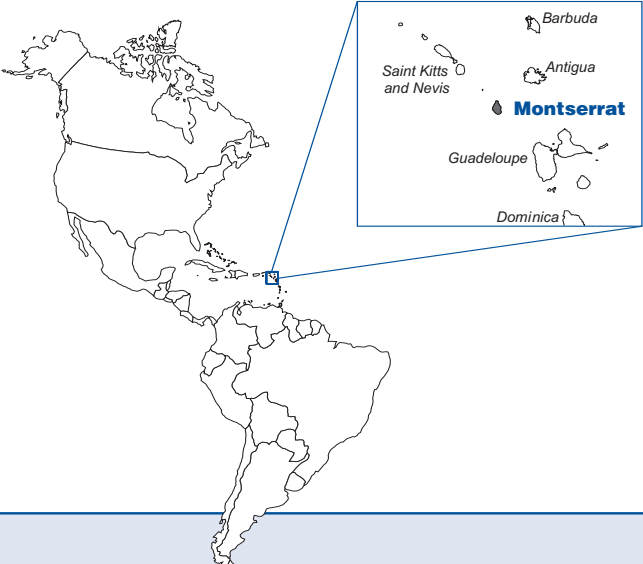 Barbuda
Antigua
Saint Kitts
and Nevis
Montserrat
Guadeloupe
Dominica